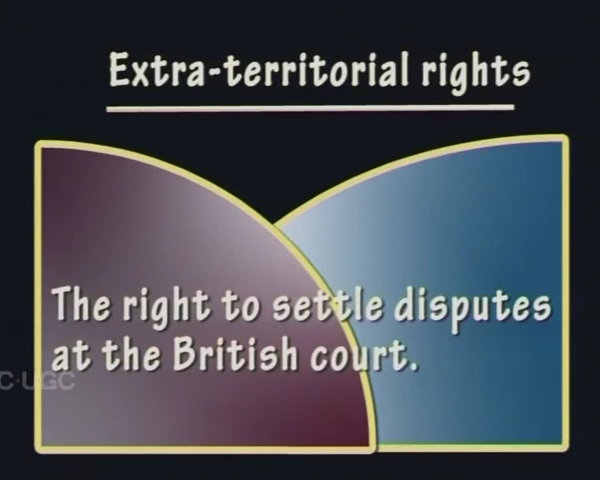 Extra-territorial rights
The right to settle disputes
at the British court.
C-UGC